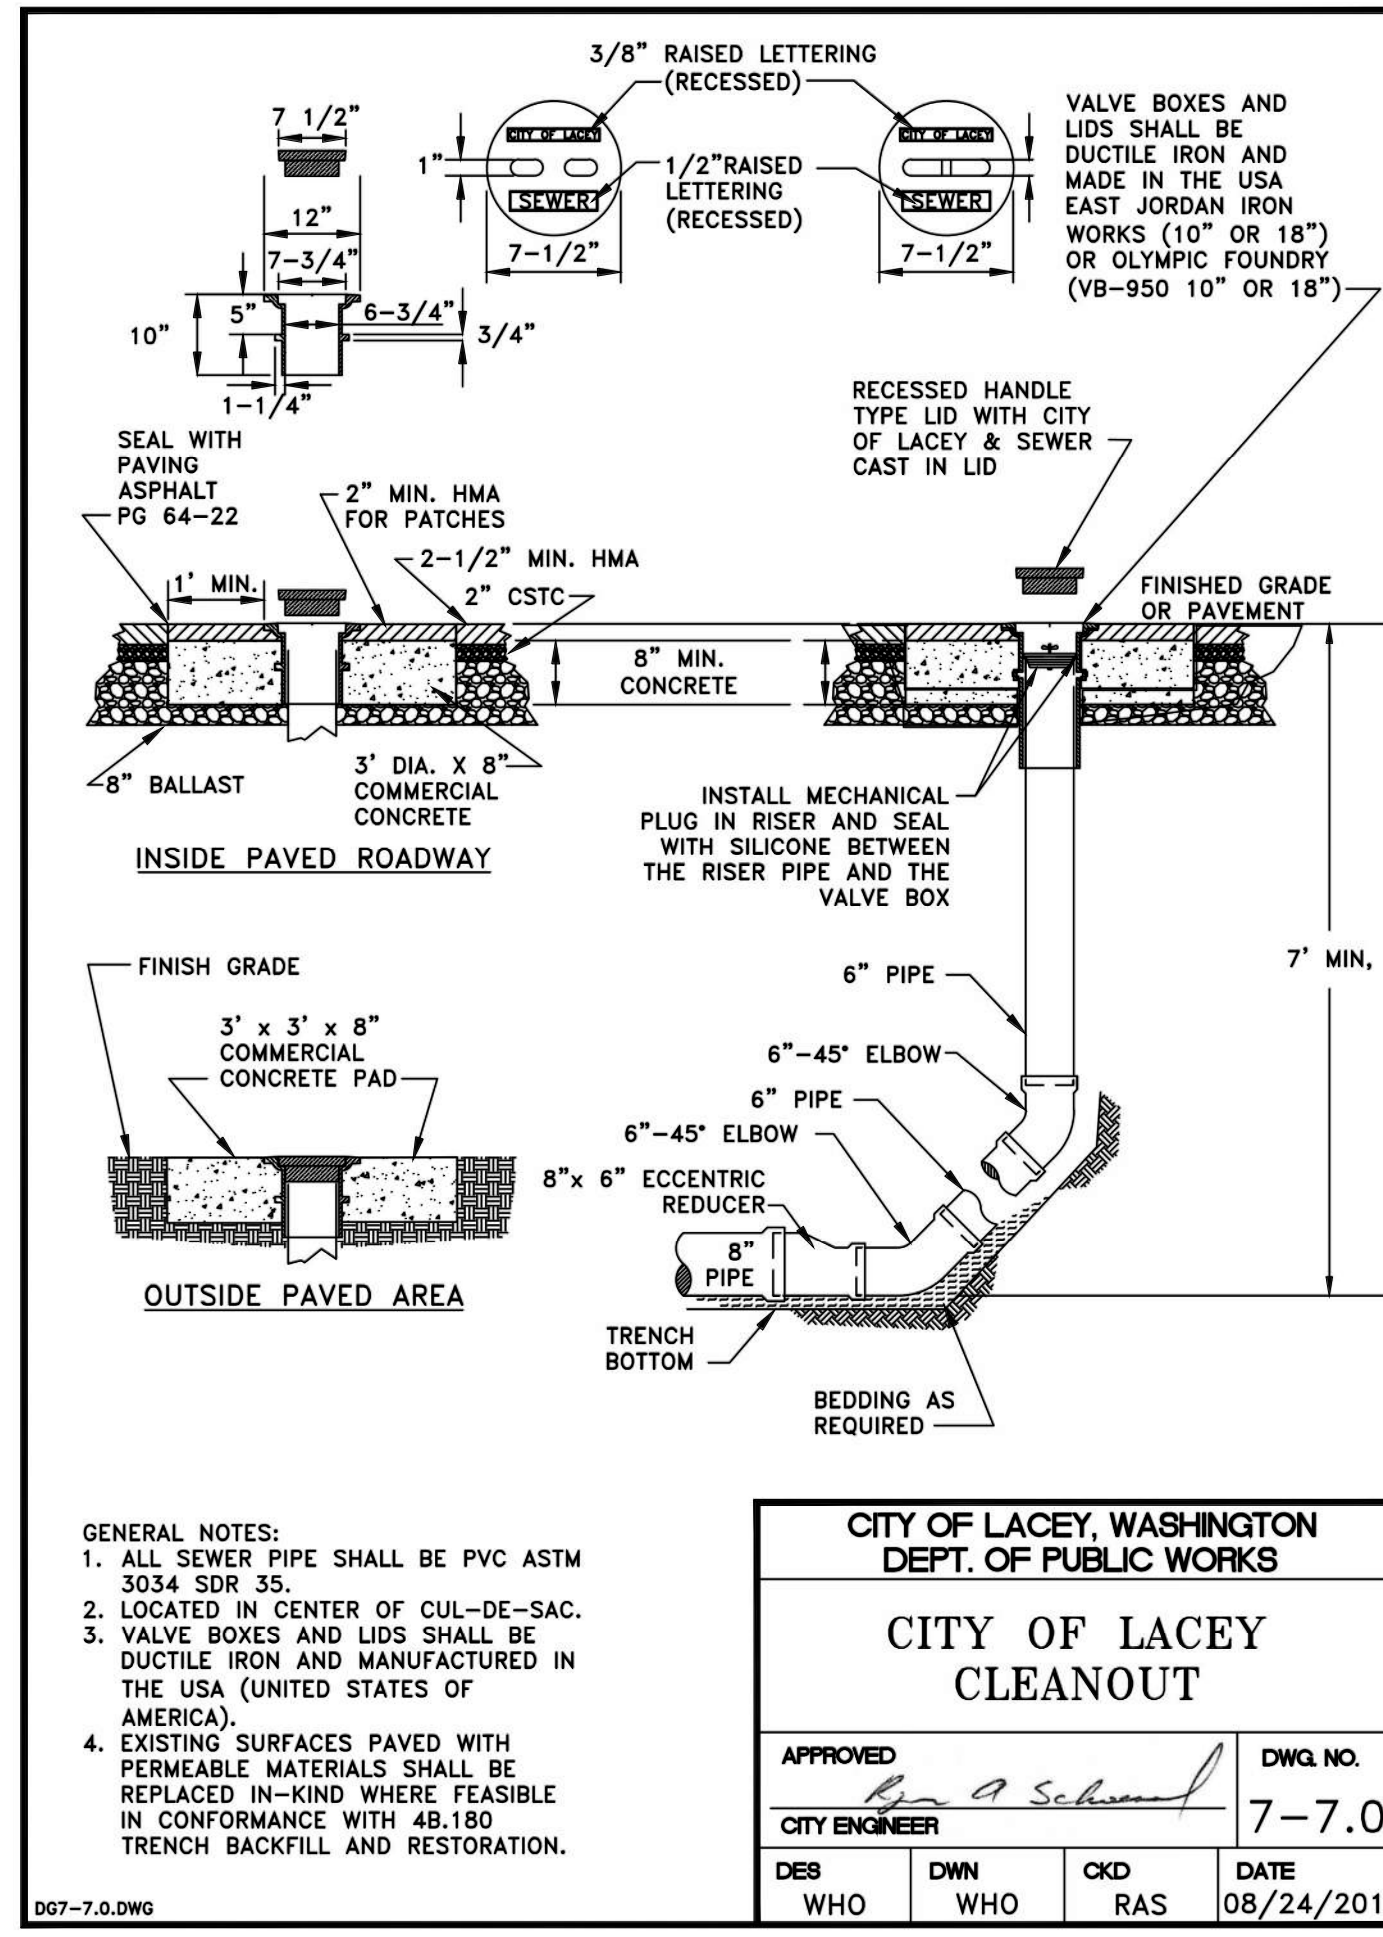 3/8" RAISED LETTERING
(RECESSED)
7 1/2"
CITY OF LACEY
SEWER
1"
7-1/2"
1/2"RAISED
LETTERING
(RECESSED)
CITY OF LACEY
SEWER
7-1/2"
VALVE BOXES AND
LIDS SHALL BE
DUCTILE IRON AND
MADE IN THE USA
EAST JORDAN IRON
WORKS (10" OR 18")
OR OLYMPIC FOUNDRY
(VB-950 10" OR 18")
12"
7-3/4"
5"
6-3/4"
10"
3/4"
1-1/4"
RECESSED HANDLE
TYPE LID WITH CITY
OF LACEY & SEWER
CAST IN LID
SEAL WITH
PAVING
ASPHALT
PG 64-22
2" MIN. HMA
FOR PATCHES
2-1/2" MIN. HMA
1' MIN.
2" CSTC
FINISHED GRADE
OR PAVEMENT
8" MIN.
CONCRETE
8" BALLAST
3' DIA. X 8"
COMMERCIAL
CONCRETE
INSIDE PAVED ROADWAY
INSTALL MECHANICAL
PLUG IN RISER AND SEAL
WITH SILICONE BETWEEN
THE RISER PIPE AND THE
VALVE BOX
7' MIN,
FINISH GRADE
3' x 3' x 8"
COMMERCIAL
CONCRETE PAD
OUTSIDE PAVED AREA
6" PIPE
6"-45° ELBOW
6" PIPE
6"-45° ELBOW
8"x 6" ECCENTRIC
REDUCER
8"
PIPE
TRENCH
BOTTOM
BEDDING AS
REQUIRED
GENERAL NOTES:
1. ALL SEWER PIPE SHALL BE PVC ASTM
3034 SDR 35.
2. LOCATED IN CENTER OF CUL-DE-SAC.
3. VALVE BOXES AND LIDS SHALL BE
DUCTILE IRON AND MANUFACTURED IN
THE USA (UNITED STATES OF
AMERICA).
4. EXISTING SURFACES PAVED WITH
PERMEABLE MATERIALS SHALL BE
REPLACED IN-KIND WHERE FEASIBLE
IN CONFORMANCE WITH 4B.180
TRENCH BACKFILL AND RESTORATION.
DG7-7.0.DWG
CITY OF LACEY, WASHINGTON
DEPT. OF PUBLIC WORKS
CITY OF LACEY
CLEANOUT
APPROVED
CITY ENGINEER
DWG. NO.
7-7.0
DES
WHO
DWN
WHO
CKD
RAS
DATE
08/24/201